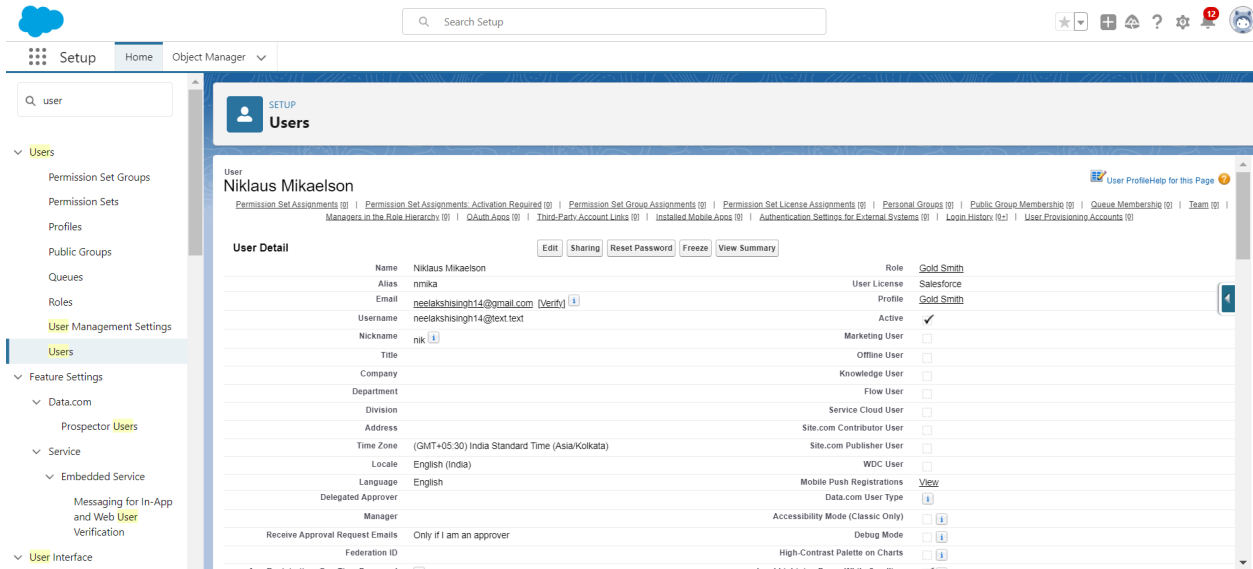 Search Setup
12
Setup
Home
Object Manager
user
Users
Permission Set Groups
Permission Sets
Profiles
Public Groups
Queues
Roles
User Management Settings
Users
Feature Settings
Data.com
Prospector Users
Service
Embedded Service
Messaging for In-App
and Web User
Verification
User Interface
SETUP
Users
User
Niklaus Mikaelson
User Profile Help for this Page
Permission Set Assignments [0] | Permission Set Assignments: Activation Required [0] | Permission Set Group Assignments [0] | Permission Set License Assignments [0] | Personal Groups [0] | Public Group Membership [0] | Queue Membership [0] | Team [0] |
Managers in the Role Hierarchy [0] | OAuth Apps [0] | Third-Party Account Links [0] | Installed Mobile Apps [0] | Authentication Settings for External Systems [0] | Login History [0+] | User Provisioning Accounts [0]
User Detail Edit Sharing Reset Password Freeze View Summary
Name Niklaus Mikaelson Role Gold Smith
Alias nmika User License Salesforce
Email neelakshisingh14@gmail.com [Verify] i Profile Gold Smith
Username neelakshisingh14@text.text Active
Nickname nik i Marketing User
Title Offline User
Company Knowledge User
Department Flow User
Division Service Cloud User
Address Site.com Contributor User
Site.com Publisher User
Time Zone (GMT+05:30) India Standard Time (Asia/Kolkata)
Locale English (India) WDC User
Language English Mobile Push Registrations View
Delegated Approver Data.com User Type i
Manager Accessibility Mode (Classic Only) i
Receive Approval Request Emails Only if I am an approver Debug Mode i
Federation ID High-Contrast Palette on Charts i